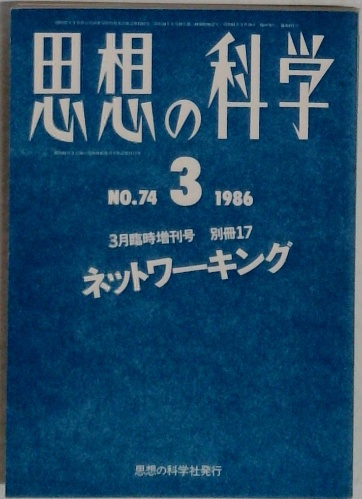 思想の科学
NO.74 3 1986
3月臨時増刊号 別冊17
ネットワーキング
思想の科学社発行